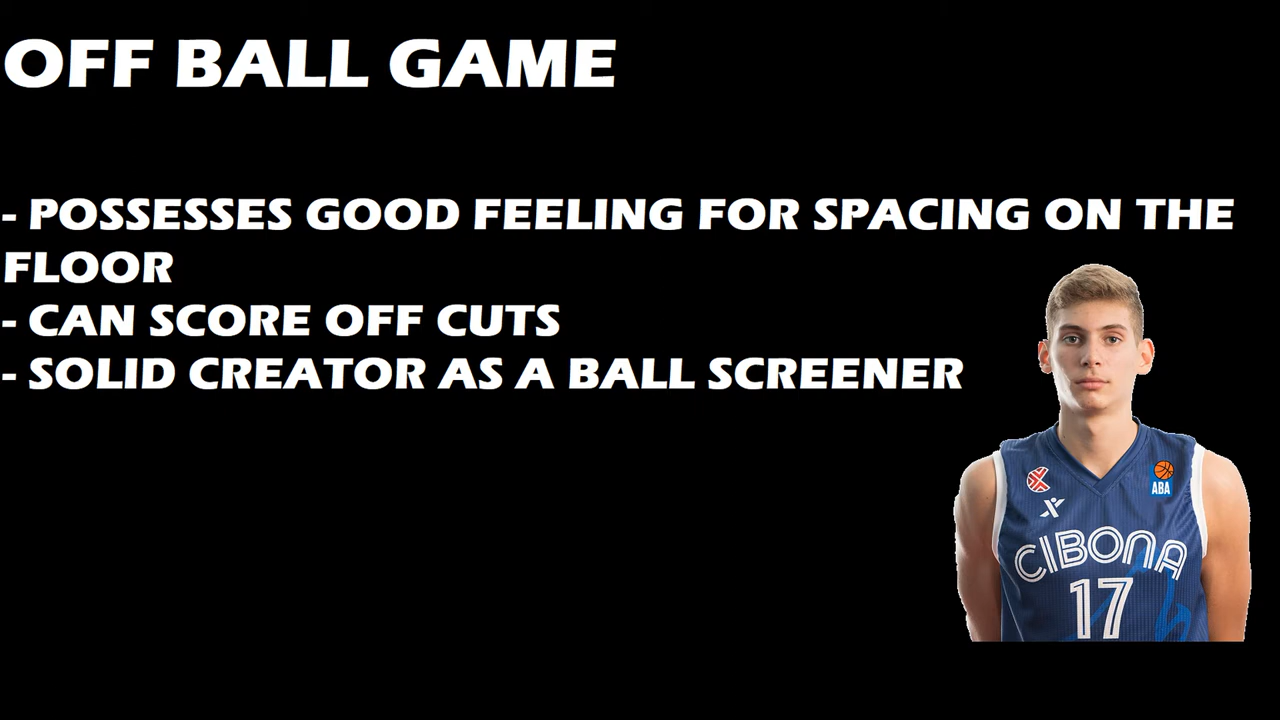 OFF BALL GAME
- POSSESSES GOOD FEELING FOR SPACING ON THE
FLOOR
- CAN SCORE OFF CUTS
- SOLID CREATOR AS A BALL SCREENER
ABA
CIBONA
17